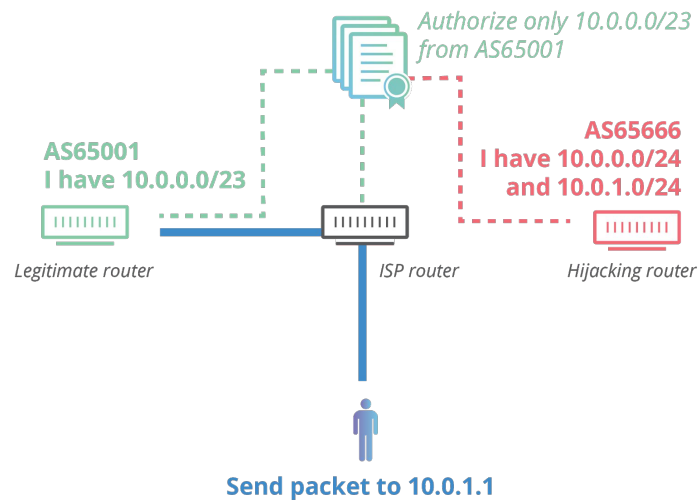 Authorize only 10.0.0.0/23
from AS65001
AS65001
I have 10.0.0.0/23
AS65666
I have 10.0.0.0/24
and 10.0.1.0/24
Legitimate router
ISP router
Hijacking router
Send packet to 10.0.1.1